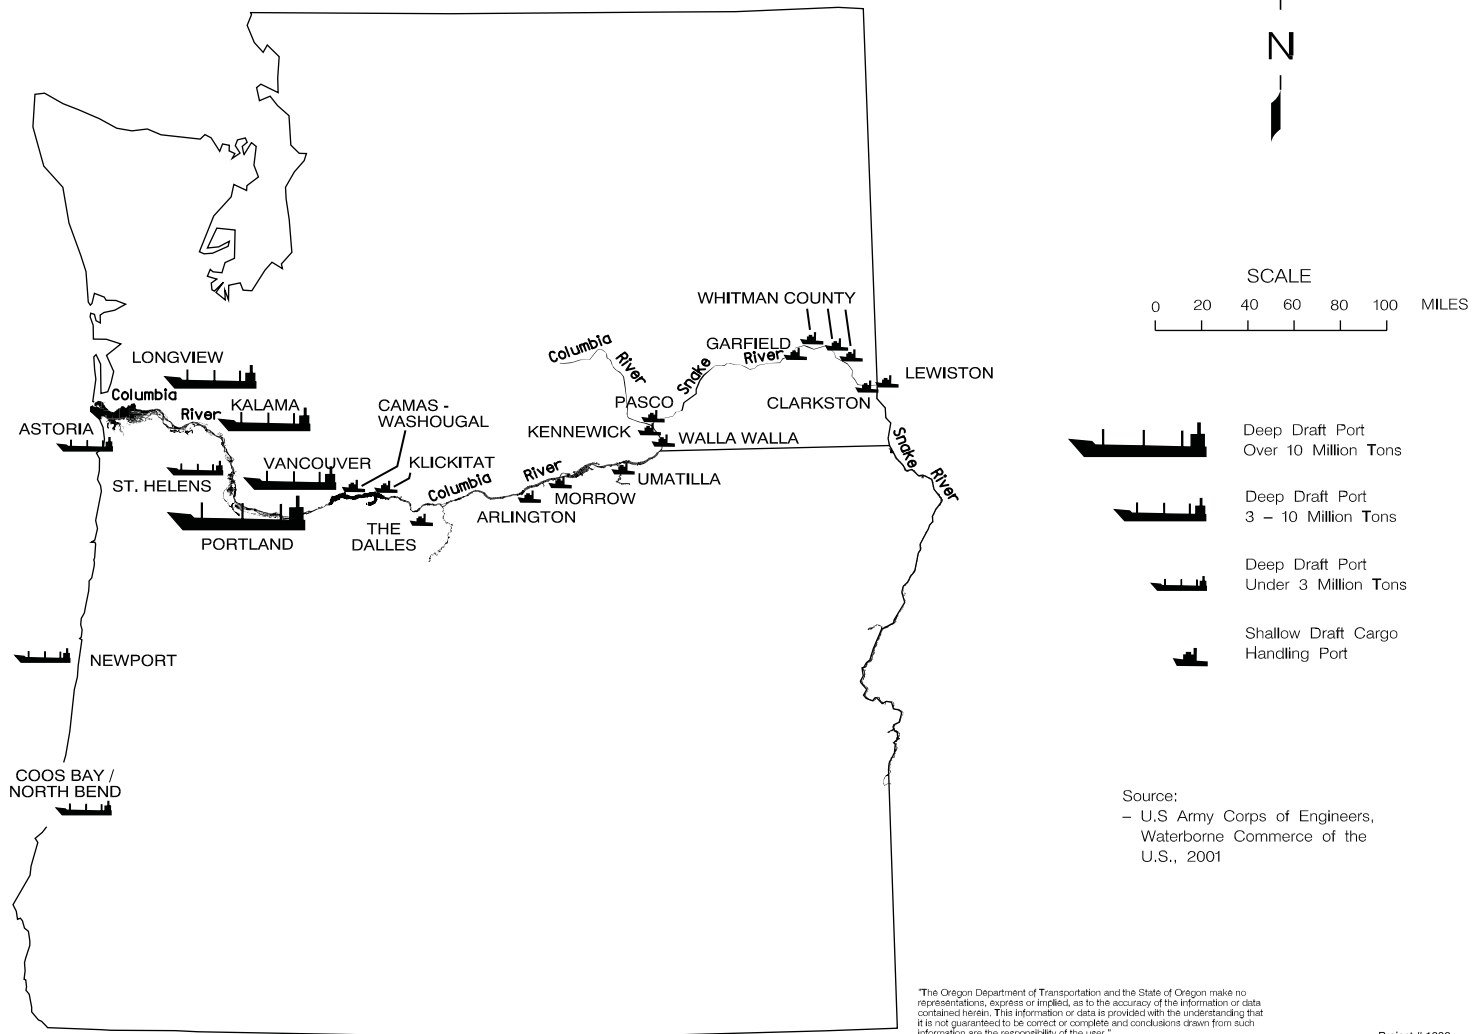 N
SCALE
0 20 40 60 80 100 MILES
WHITMAN COUNTY
GARFIELD
Columbia
River
Snake
River
LONGVIEW
Columbia
River
KALAMA
ASTORIA
CAMAS -
WASHOUGAL
PASCO
KENNEWICK
WALLA WALLA
CLARKSTON
LEWISTON
Snake
River
VANCOUVER
KLICKITAT
ST. HELENS
Columbia
River
UMATILLA
MORROW
ARLINGTON
THE
DALLES
PORTLAND
NEWPORT
COOS BAY /
NORTH BEND
Deep Draft Port
Over 10 Million Tons
Deep Draft Port
3 – 10 Million Tons
Deep Draft Port
Under 3 Million Tons
Shallow Draft Cargo
Handling Port
Source:
– U.S Army Corps of Engineers,
Waterborne Commerce of the
U.S., 2001
"The Oregon Department of Transportation and the State of Oregon make no
representations, express or implied, as to the accuracy of the information or data
contained herein. This information or data is provided with the understanding that
it is not guaranteed to be correct or complete and conclusions drawn from such
information are the responsibility of the user."